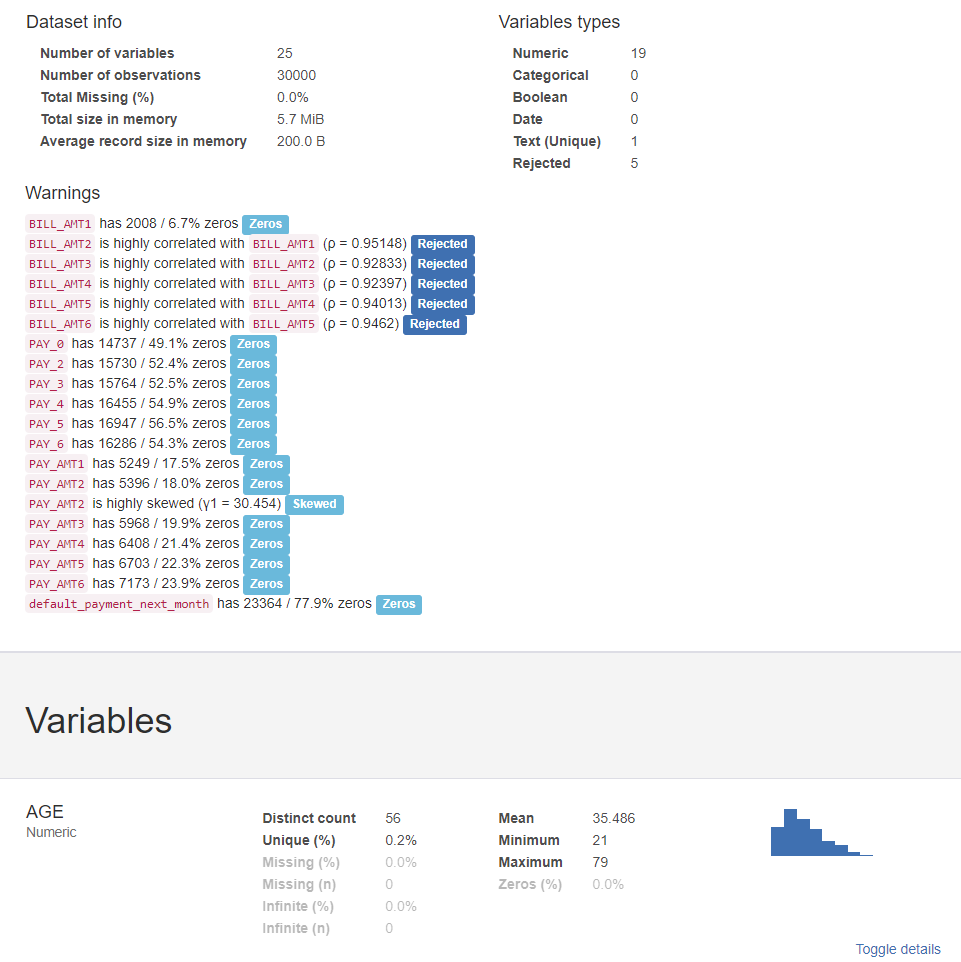 Dataset info
Number of variables 25
Number of observations 30000
Total Missing (%) 0.0%
Total size in memory 5.7 MiB
Average record size in memory 200.0 B
Variables types
Numeric 19
Categorical 0
Boolean 0
Date 0
Text (Unique) 1
Rejected 5
Warnings
BILL_AMT1 has 2008 / 6.7% zeros Zeros
BILL_AMT2 is highly correlated with BILL_AMT1 (ρ = 0.95148) Rejected
BILL_AMT3 is highly correlated with BILL_AMT2 (ρ = 0.92833) Rejected
BILL_AMT4 is highly correlated with BILL_AMT3 (ρ = 0.92397) Rejected
BILL_AMT5 is highly correlated with BILL_AMT4 (ρ = 0.94013) Rejected
BILL_AMT6 is highly correlated with BILL_AMT5 (ρ = 0.9462) Rejected
PAY_0 has 14737 / 49.1% zeros Zeros
PAY_2 has 15730 / 52.4% zeros Zeros
PAY_3 has 15764 / 52.5% zeros Zeros
PAY_4 has 16455 / 54.9% zeros Zeros
PAY_5 has 16947 / 56.5% zeros Zeros
PAY_6 has 16286 / 54.3% zeros Zeros
PAY_AMT1 has 5249 / 17.5% zeros Zeros
PAY_AMT2 has 5396 / 18.0% zeros Zeros
PAY_AMT2 is highly skewed (γ1 = 30.454) Skewed
PAY_AMT3 has 5968 / 19.9% zeros Zeros
PAY_AMT4 has 6408 / 21.4% zeros Zeros
PAY_AMT5 has 6703 / 22.3% zeros Zeros
PAY_AMT6 has 7173 / 23.9% zeros Zeros
default_payment_next_month has 23364 / 77.9% zeros Zeros
Variables
AGE
Numeric
Distinct count 56
Unique (%) 0.2%
Missing (%) 0.0%
Missing (n) 0
Infinite (%) 0.0%
Infinite (n) 0
Mean 35.486
Minimum 21
Maximum 79
Zeros (%) 0.0%
Toggle details